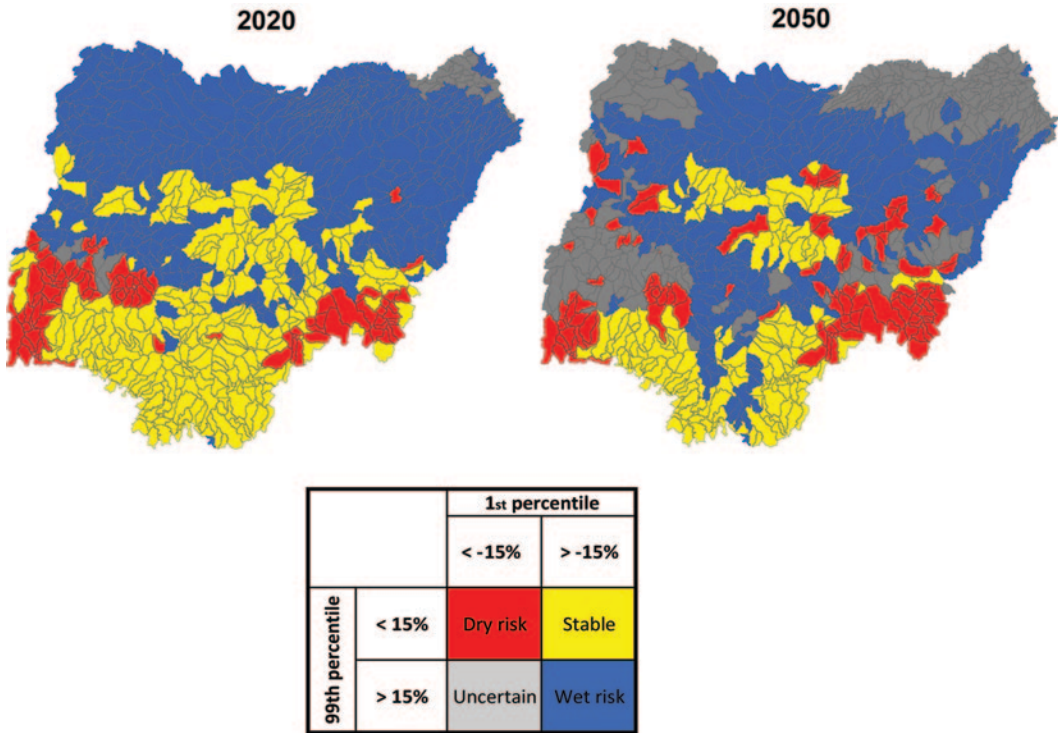 2020 2050
1st percentile
< -15% > -15%
99th percentile
< 15% Dry risk Stable
> 15% Uncertain Wet risk